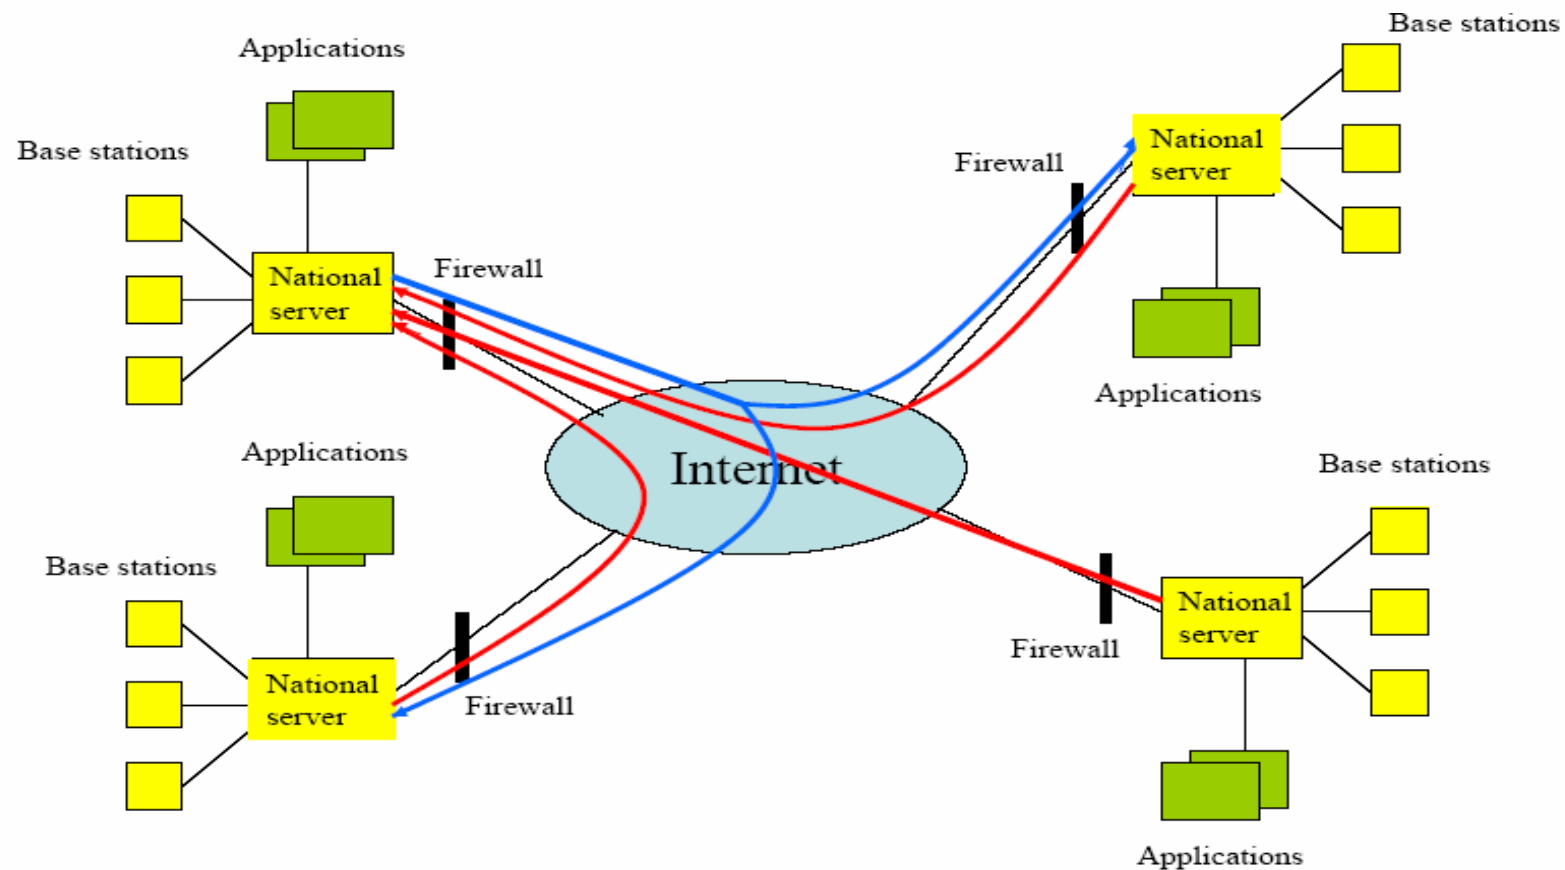 Base stations
Applications
Base stations
Firewall
National
server
Firewall
National
server
Applications
Internet
Applications
Base stations
Base stations
National
server
Firewall
National
server
Firewall
Applications